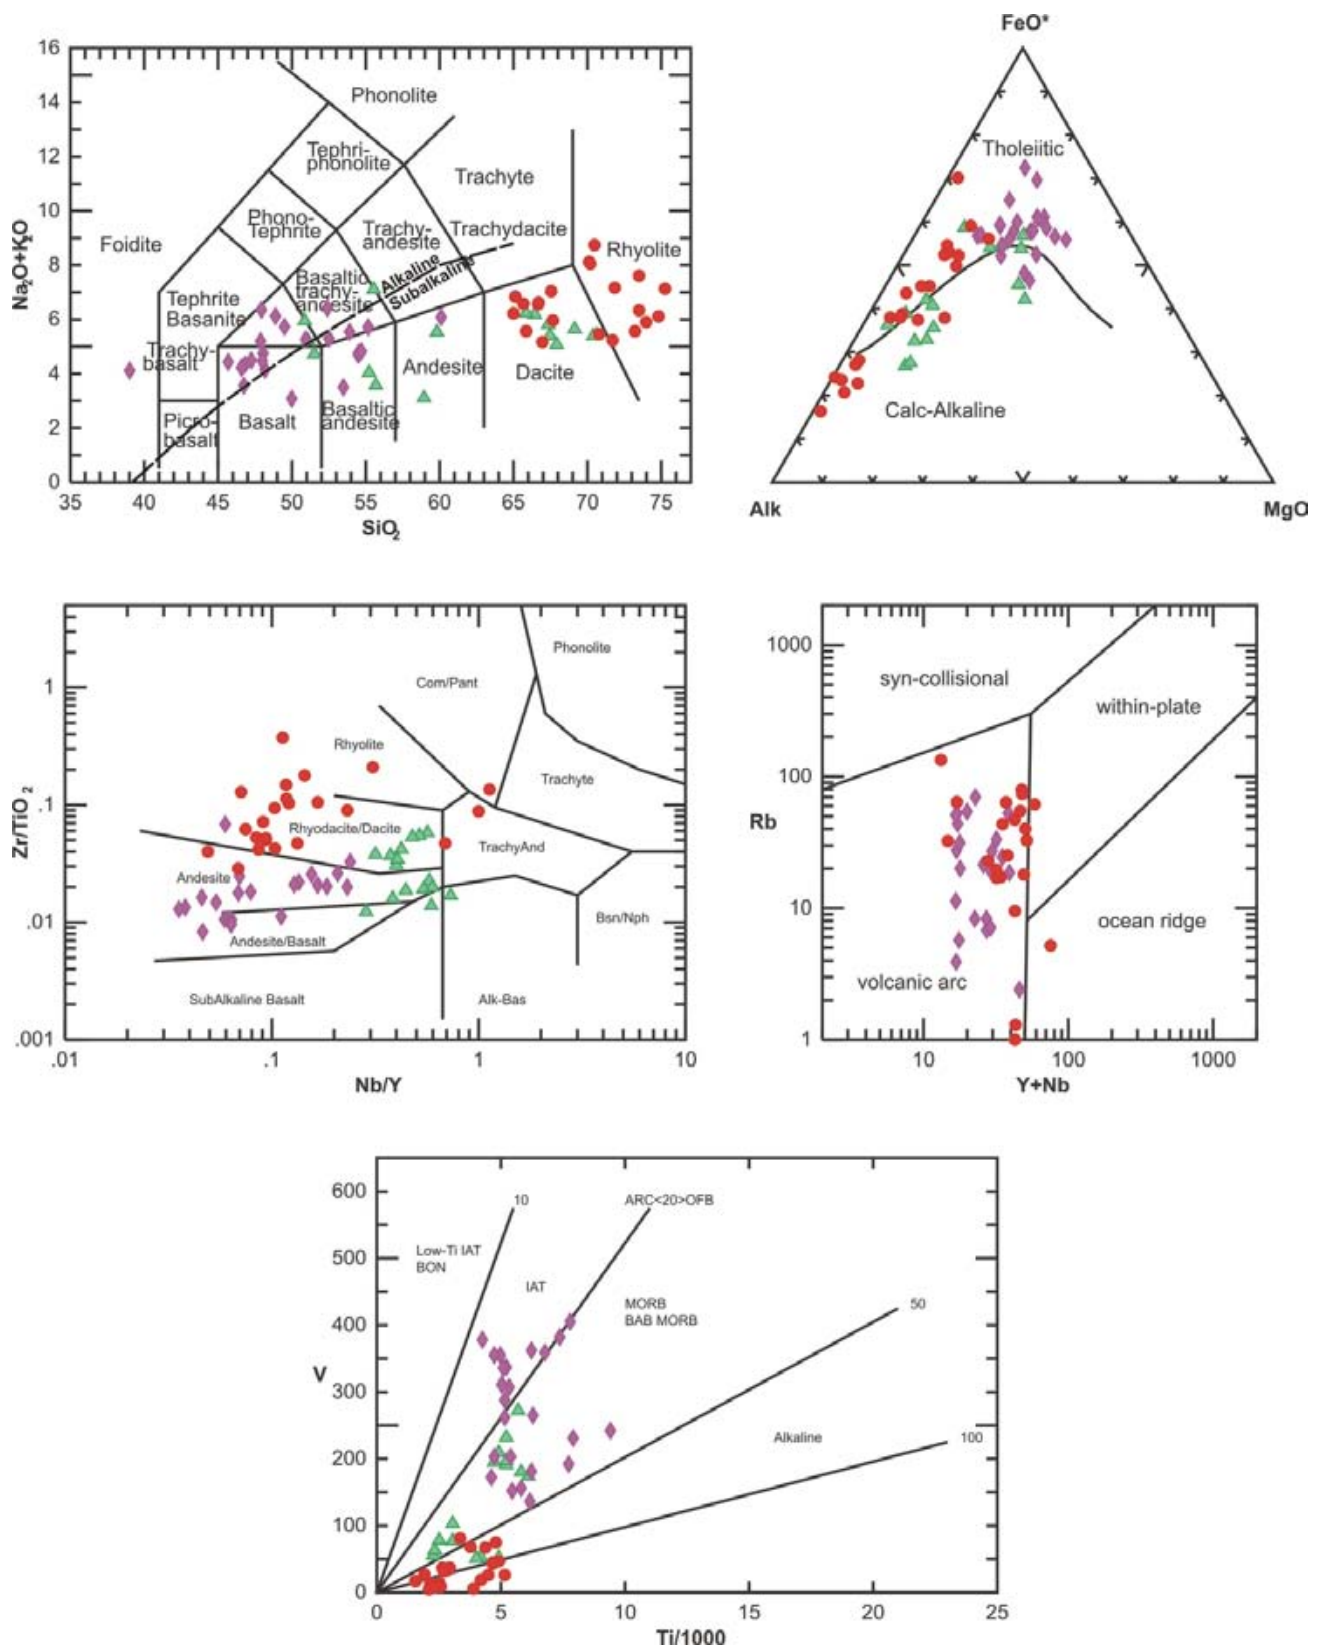 16
14
12
10
8
6
4
2
0
Na2O+K2O
Phonolite
Tephri-
phonolite
Trachyte
Phono-
Tephrite
Trachy-
andesite
Trachydacite
Foidite
Rhyolite
Basaltic
trachy-
andesite
Alkaline
Subalkaline
Tephrite
Basanite
Trachy-
basalt
Andesite
Dacite
Picro-
basalt
Basalt
Basaltic
andesite
35 40 45 50 55 60 65 70 75
SiO2
FeO*
Tholeiitic
Calc-Alkaline
Alk
MgO
1
.1
.01
.001
Zr/TiO2
Phonolite
Com/Pant
Rhyolite
Trachyte
Rhyodacite/Dacite
TrachyAnd
Andesite
Bsn/Nph
Andesite/Basalt
SubAlkaline Basalt
Alk-Bas
.01 .1 1 10
Nb/Y
1000
100
10
1
Rb
syn-collisional
within-plate
ocean ridge
volcanic arc
10 100 1000
Y+Nb
600
500
400
300
200
100
0
V
10
ARC<20>OFB
Low-Ti IAT
BON
IAT
MORB
BAB MORB
50
Alkaline
100
0 5 10 15 20 25
Ti/1000